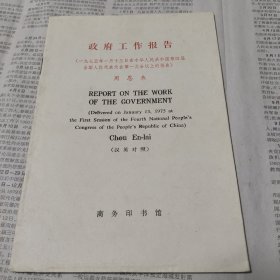 政府工作报告
(一九七五年一月十三日在中华人民共和国第四届
全国人民代表大会第一次会议上的报告)
周恩来
REPORT ON THE WORK
OF THE GOVERNMENT
(Delivered on January 13, 1975 at
the First Session of the Fourth National People's
Congress of the People's Republic of China)
Chou En-lai
(汉英对照)
商务印书馆